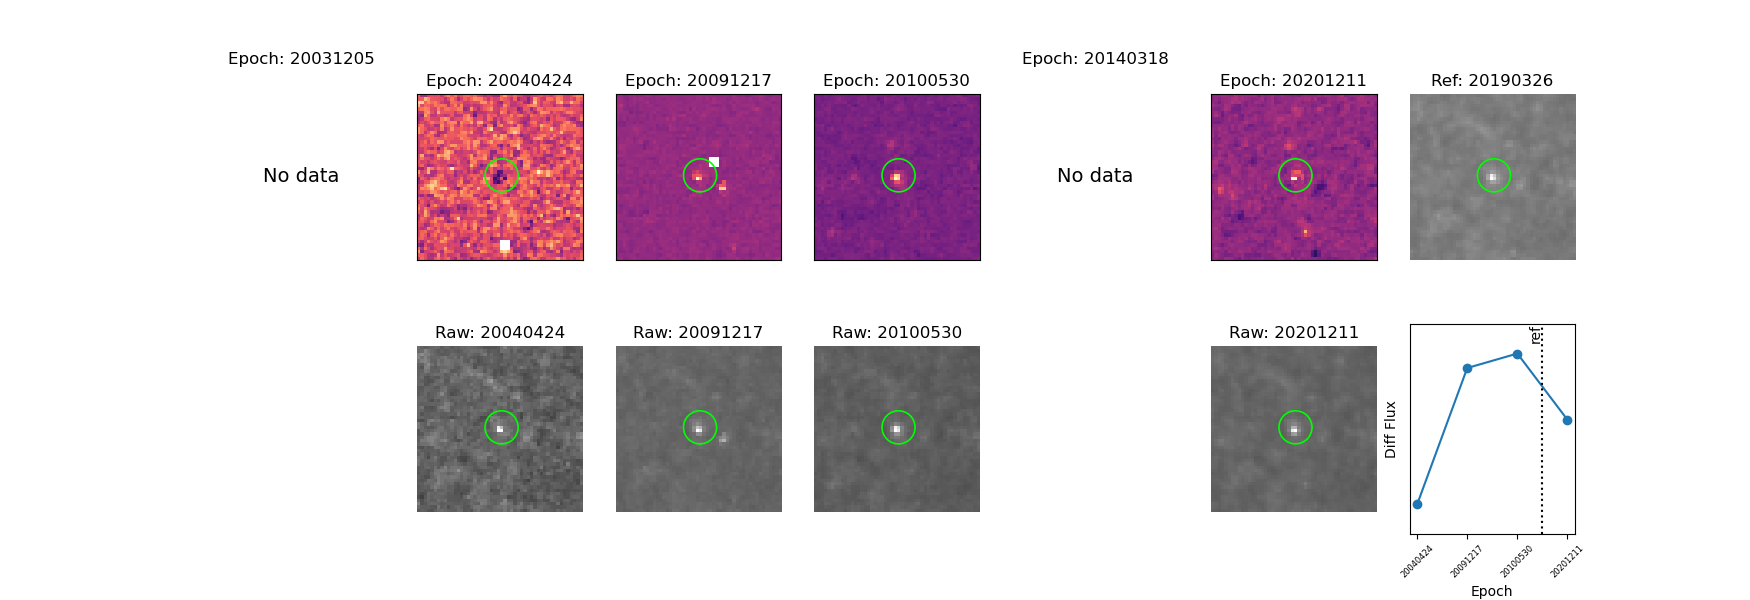 Epoch: 20031205
Epoch: 20140318
Epoch: 20040424
Epoch: 20091217
Epoch: 20100530
Epoch: 20201211
Ref: 20190326
No data
No data
Raw: 20040424
Raw: 20091217
Raw: 20100530
Raw: 20201211
ref
Diff Flux
20040424
20091217
20100530
20201211
Epoch